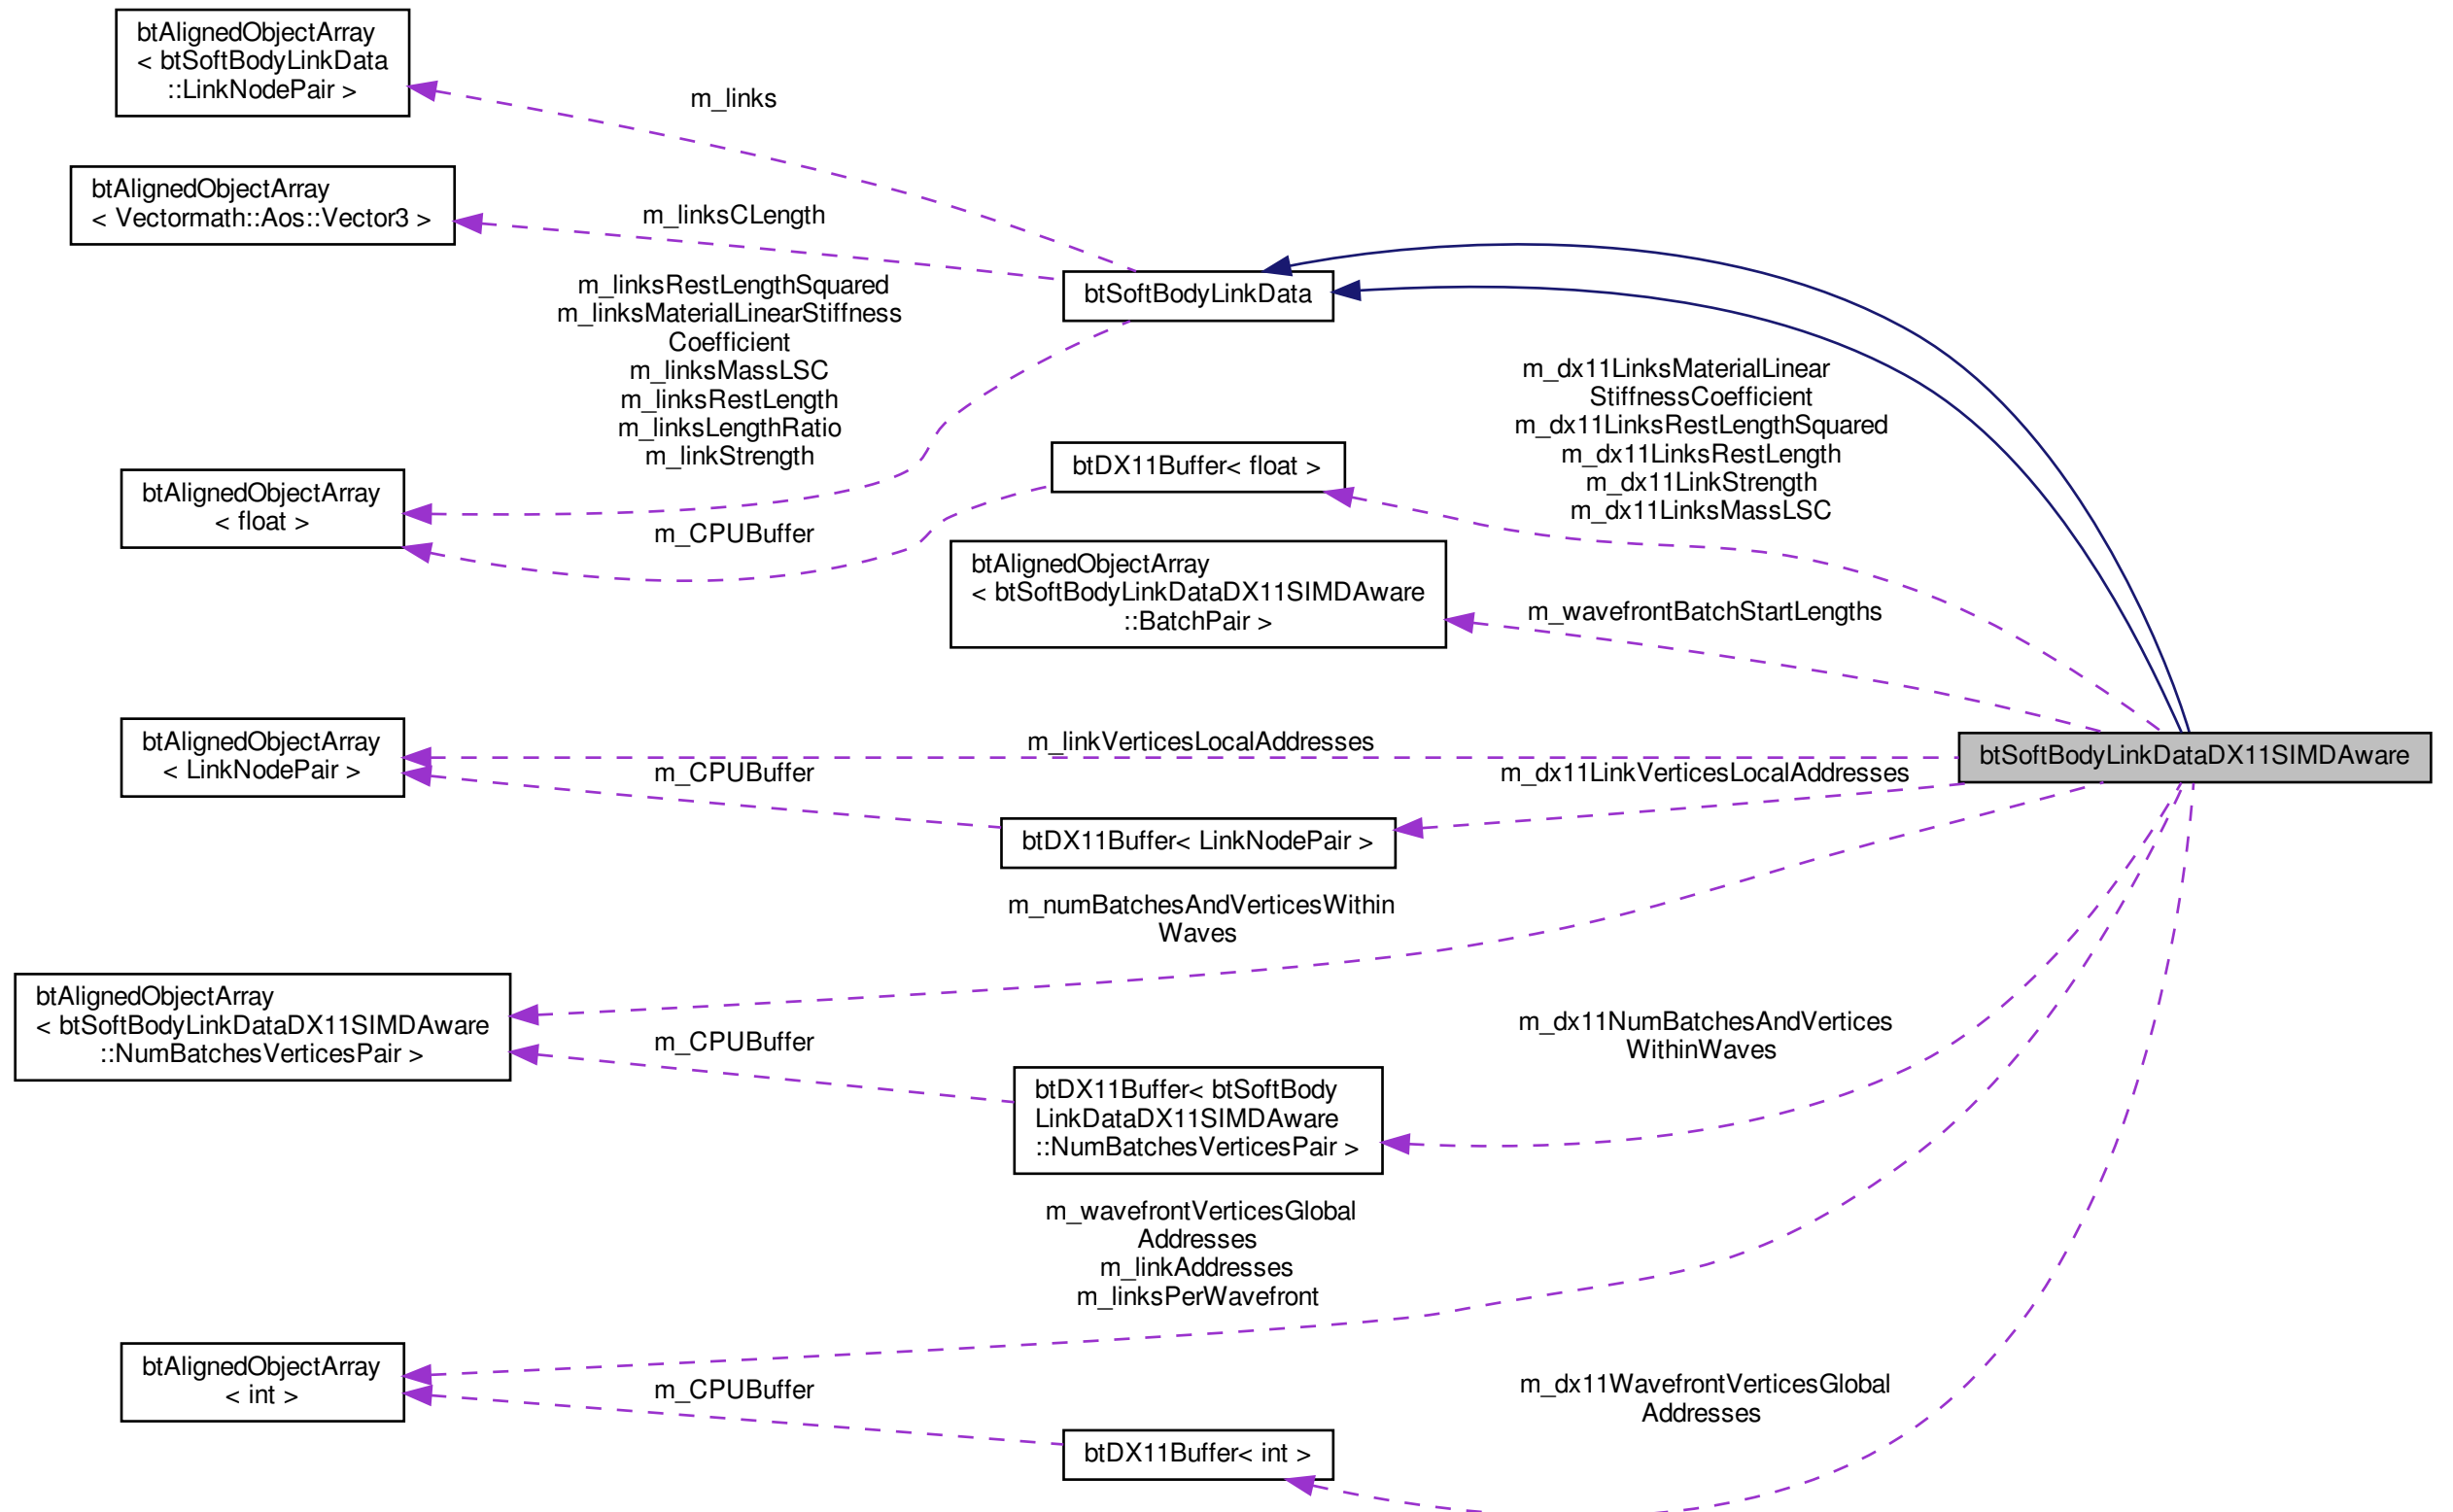 btAlignedObjectArray
< btSoftBodyLinkData
::LinkNodePair >
m_links
btAlignedObjectArray
< Vectormath::Aos::Vector3 >
m_linksCLength
btSoftBodyLinkData
m_linksRestLengthSquared
m_linksMaterialLinearStiffness
Coefficient
m_linksMassLSC
m_linksRestLength
m_linksLengthRatio
m_linkStrength
m_dx11LinksMaterialLinear
StiffnessCoefficient
m_dx11LinksRestLengthSquared
m_dx11LinksRestLength
m_dx11LinkStrength
m_dx11LinksMassLSC
btDX11Buffer< float >
btAlignedObjectArray
< float >
m_CPUBuffer
btAlignedObjectArray
< btSoftBodyLinkDataDX11SIMDAware
::BatchPair >
m_wavefrontBatchStartLengths
btAlignedObjectArray
< LinkNodePair >
m_linkVerticesLocalAddresses
btSoftBodyLinkDataDX11SIMDAware
m_CPUBuffer
m_dx11LinkVerticesLocalAddresses
btDX11Buffer< LinkNodePair >
m_numBatchesAndVerticesWithin
Waves
btAlignedObjectArray
< btSoftBodyLinkDataDX11SIMDAware
::NumBatchesVerticesPair >
m_CPUBuffer
m_dx11NumBatchesAndVertices
WithinWaves
btDX11Buffer< btSoftBody
LinkDataDX11SIMDAware
::NumBatchesVerticesPair >
m_wavefrontVerticesGlobal
Addresses
m_linkAddresses
m_linksPerWavefront
btAlignedObjectArray
< int >
m_CPUBuffer
m_dx11WavefrontVerticesGlobal
Addresses
btDX11Buffer< int >